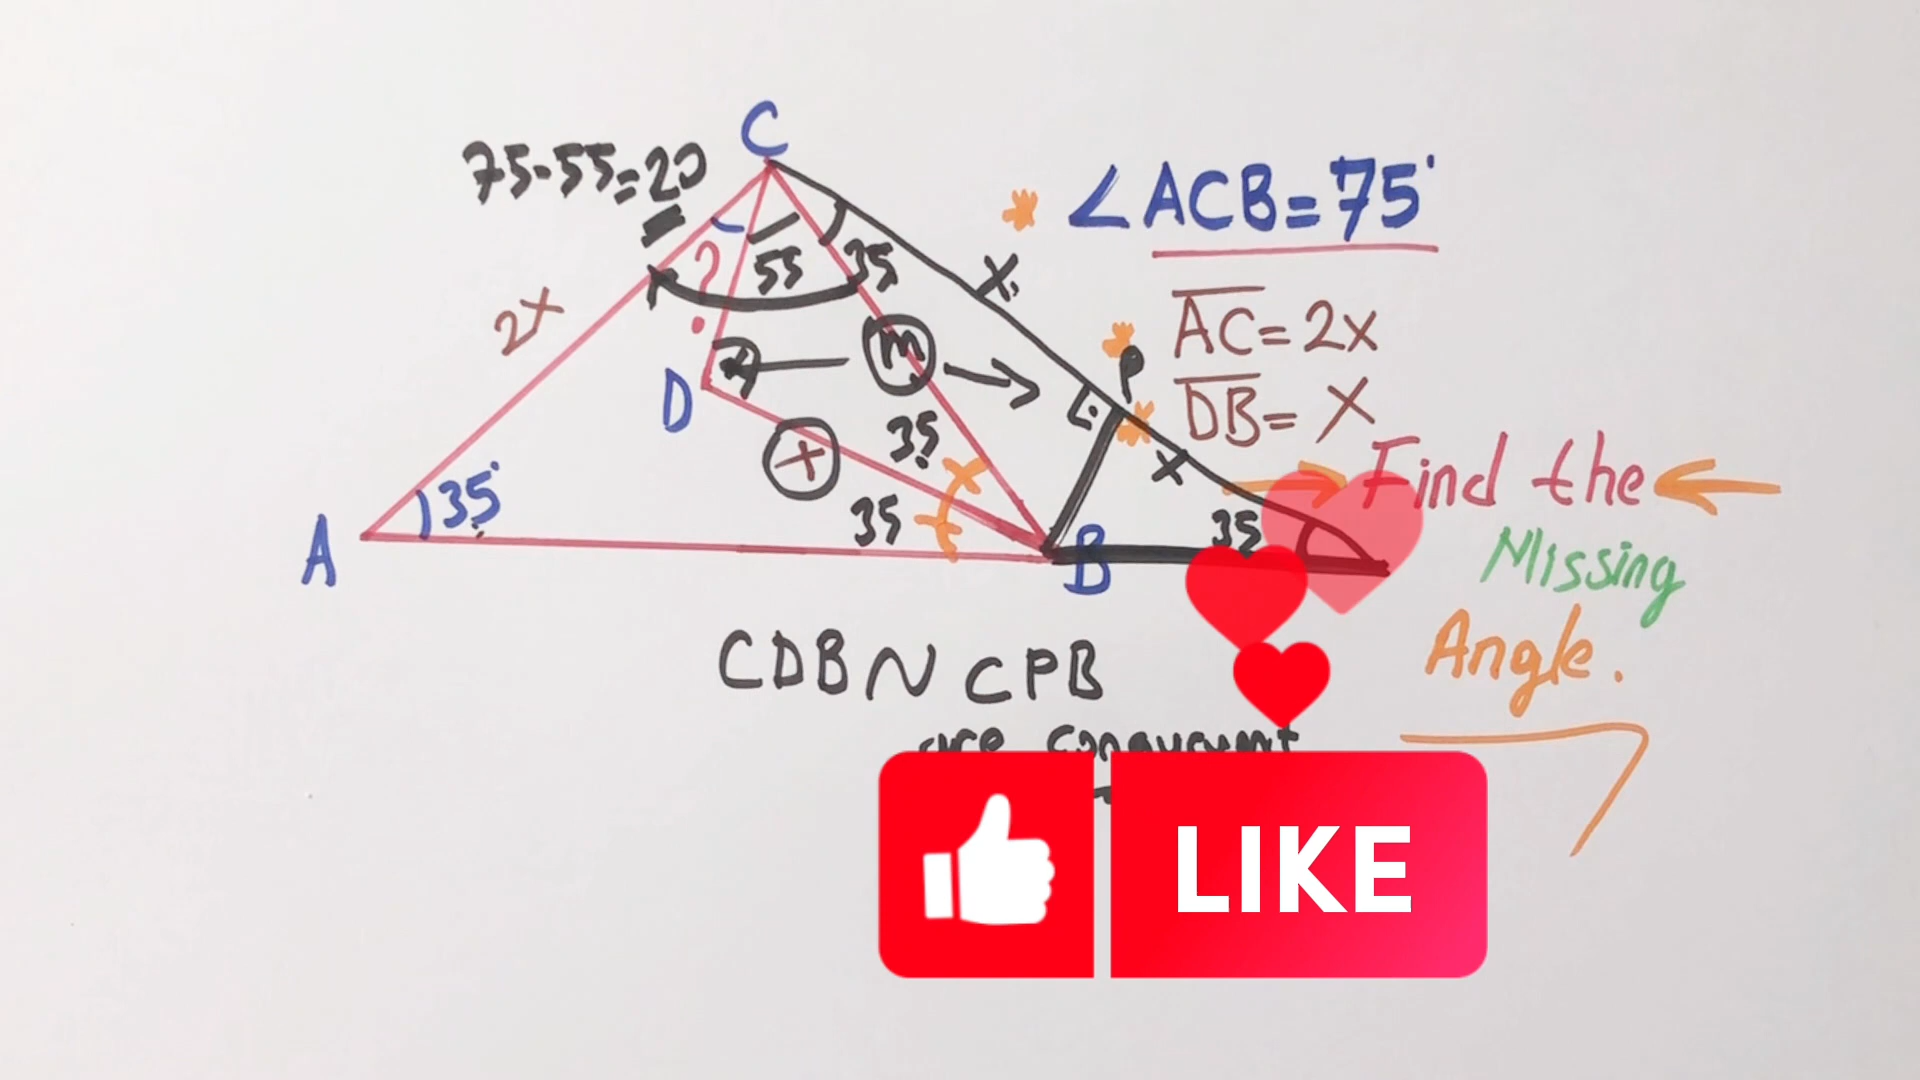 C
75-55=20
∠ACB=75°
?
55
35
x
2x
AC=2x
m
P
D
DB=x
x
35
x
Find the
A
35°
35
35
B
Missing
CDB ~ CPB
Angle.
are
LIKE